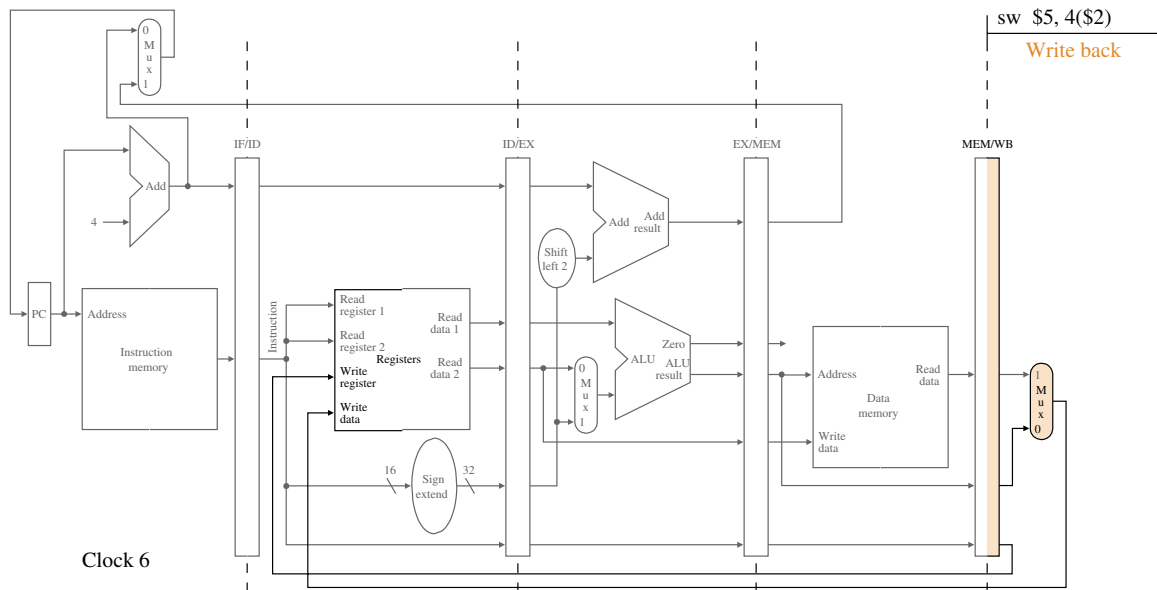 sw $5, 4($2)
Write back
0
M
u
x
1
IF/ID
ID/EX
EX/MEM
MEM/WB
Add
4
Add
Add
result
Shift
left 2
PC
Address
Instruction
memory
Instruction
Read
register 1
Read
register 2
Registers
Write
register
Write
data
Read
data 1
Read
data 2
0
M
u
x
1
Zero
ALU
ALU
result
Address
Read
data
Data
memory
Write
data
1
M
u
x
0
16
Sign
extend
32
Clock 6